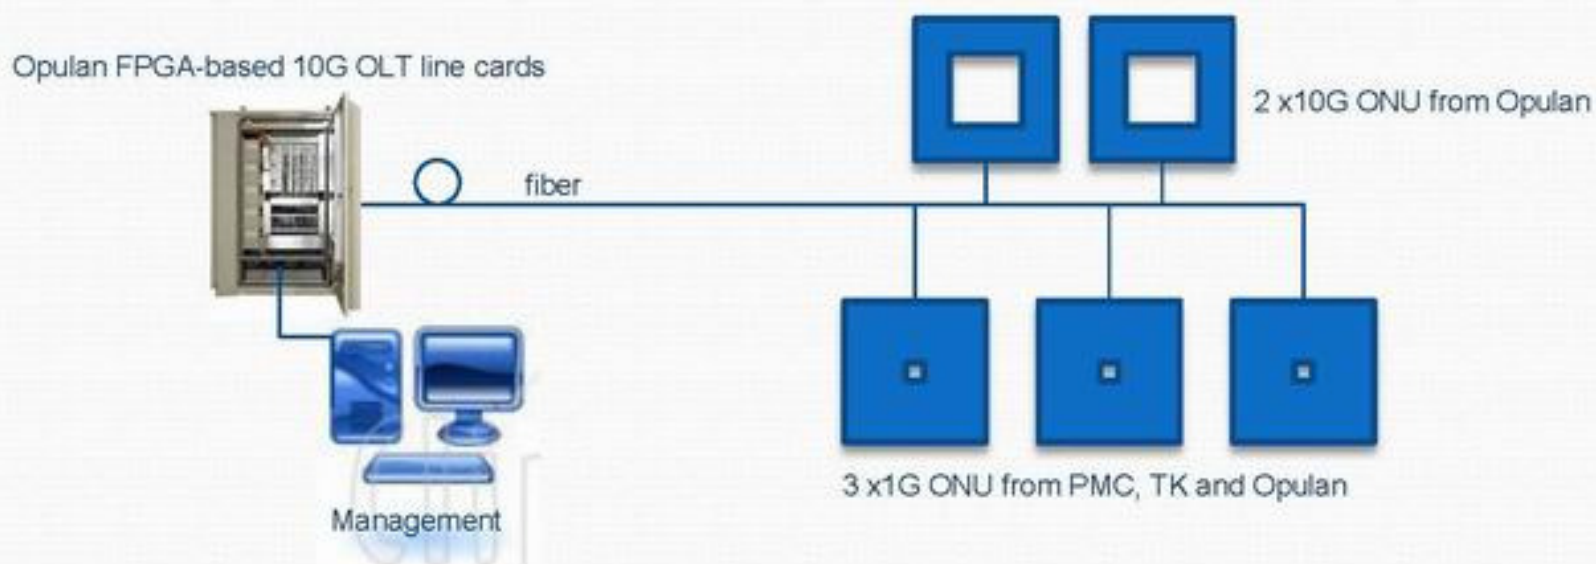 Opulan FPGA-based 10G OLT line cards
2 x10G ONU from Opulan
fiber
3 x1G ONU from PMC, TK and Opulan
Management